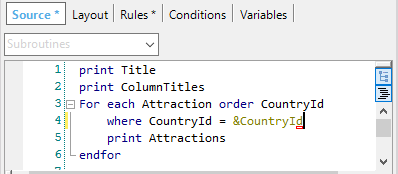 Source * Layout Rules * Conditions Variables
Subroutines
1 print Title
2 print ColumnTitles
3 For each Attraction order CountryId
4 where CountryId = &CountryId
5 print Attractions
6 endfor